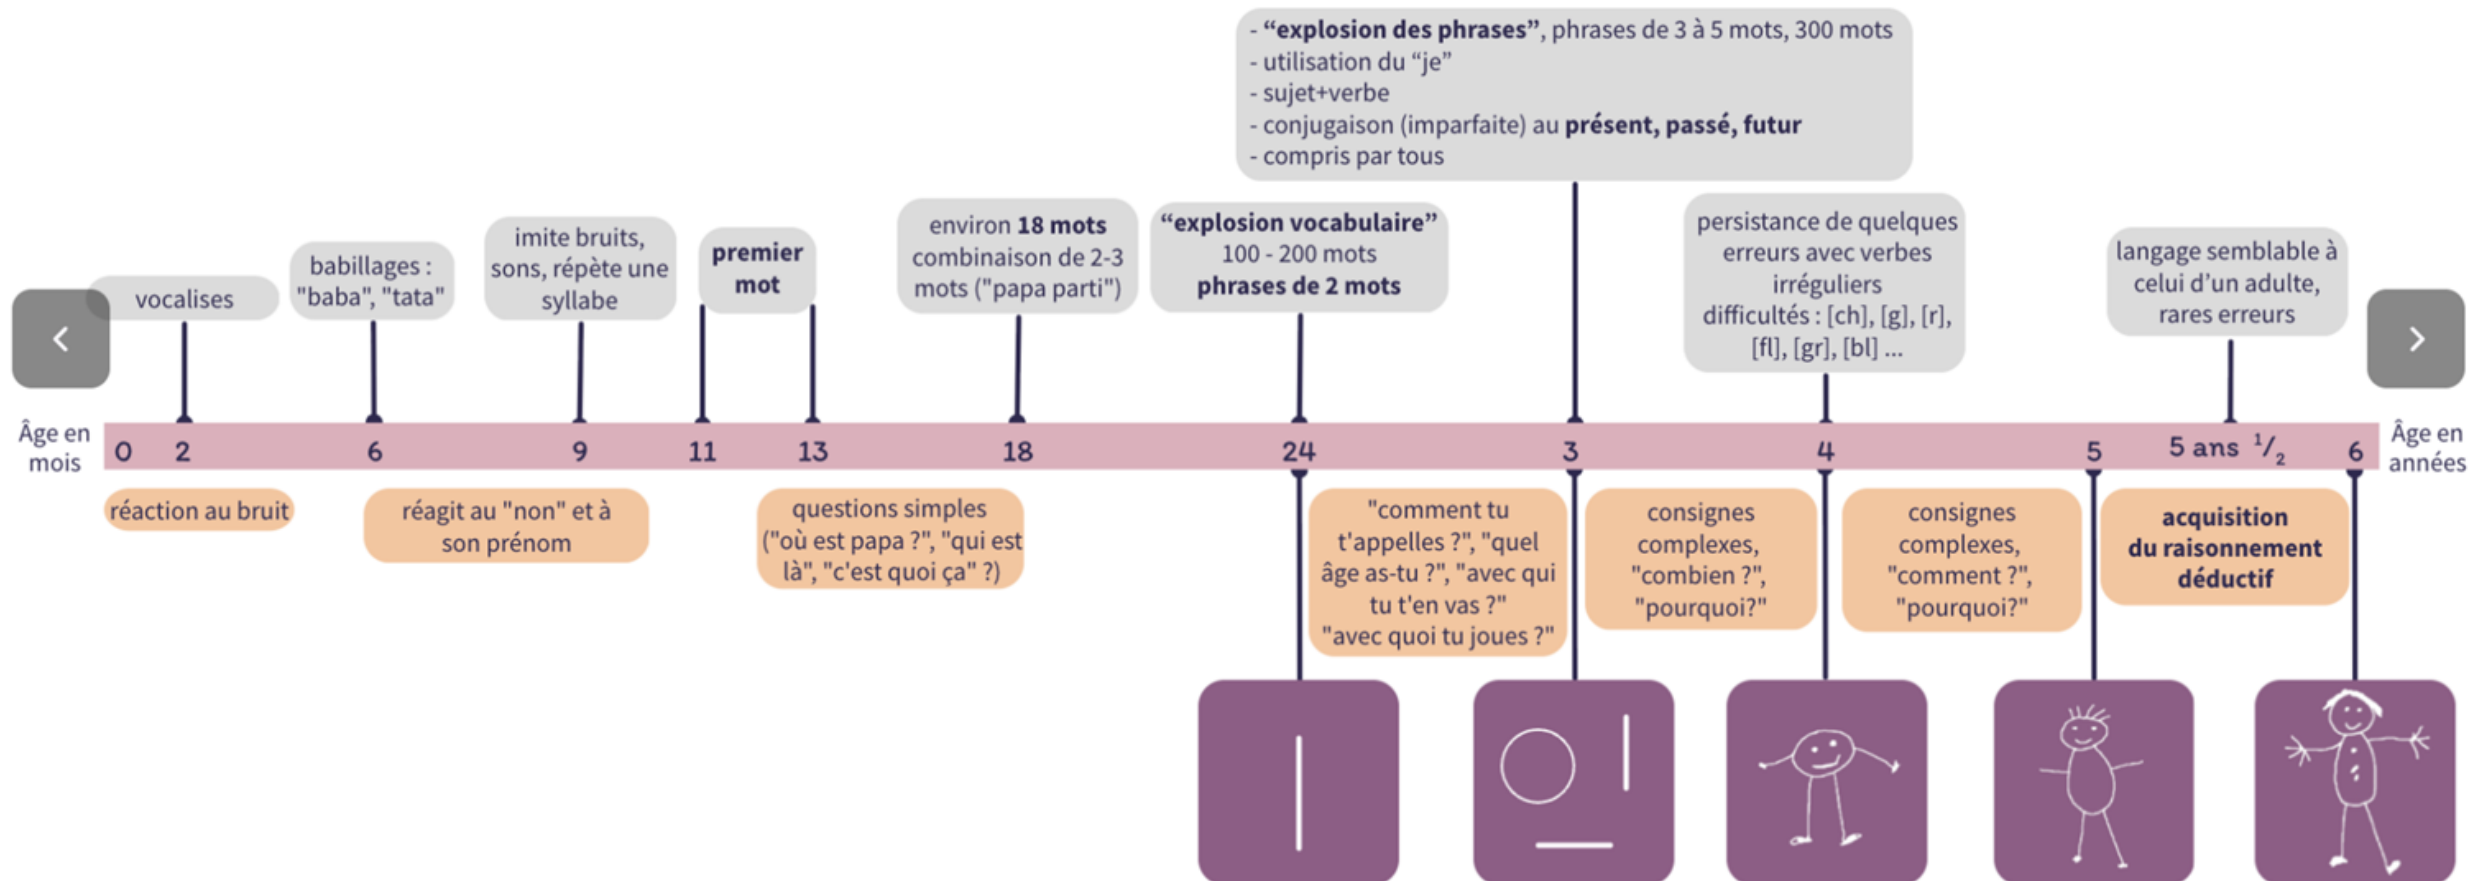 - “explosion des phrases”, phrases de 3 à 5 mots, 300 mots
- utilisation du “je”
- sujet+verbe
- conjugaison (imparfaite) au présent, passé, futur
- compris par tous
vocalises
babillages :
"baba", "tata"
imite bruits,
sons, répète une
syllabe
premier
mot
environ 18 mots
combinaison de 2-3
mots ("papa parti")
“explosion vocabulaire”
100 - 200 mots
phrases de 2 mots
persistance de quelques
erreurs avec verbes
irréguliers
difficultés : [ch], [g], [r],
[fl], [gr], [bl] ...
langage semblable à
celui d’un adulte,
rares erreurs
Âge en
mois
0 2 6 9 11 13 18 24 3 4 5 5 ans 1/2 6
Âge en
années
réaction au bruit
réagit au "non" et à
son prénom
questions simples
("où est papa ?", "qui est
là", "c'est quoi ça" ?)
"comment tu
t'appelles ?", "quel
âge as-tu ?", "avec qui
tu t'en vas ?"
"avec quoi tu joues ?"
consignes
complexes,
"combien ?",
"pourquoi?"
consignes
complexes,
"comment ?",
"pourquoi?"
acquisition
du raisonnement
déductif